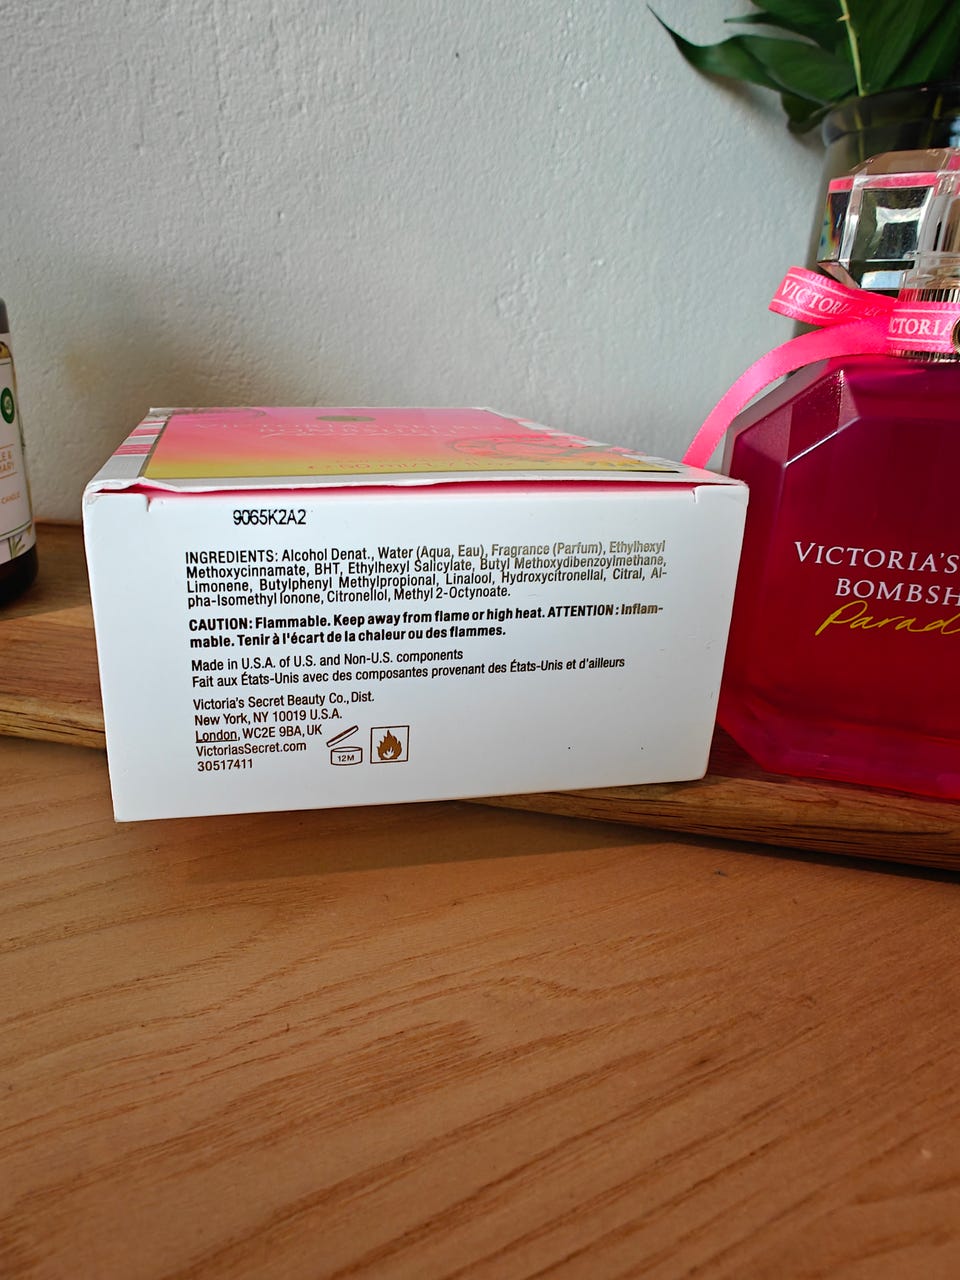 9065K2A2
INGREDIENTS: Alcohol Denat., Water (Aqua, Eau), Fragrance (Parfum), Ethylhexyl
Methoxycinnamate, BHT, Ethylhexyl Salicylate, Butyl Methoxydibenzoylmethane,
Limonene, Butylphenyl Methylpropional, Linalool, Hydroxycitronellal, Citral, Al-
pha-Isomethyl Ionone, Citronellol, Methyl 2-Octynoate.
CAUTION: Flammable. Keep away from flame or high heat. ATTENTION : Inflam-
mable. Tenir à l'écart de la chaleur ou des flammes.
Made in U.S.A. of U.S. and Non-U.S. components
Fait aux États-Unis avec des composantes provenant des États-Unis et d'ailleurs
Victoria's Secret Beauty Co., Dist.
New York, NY 10019 U.S.A.
London, WC2E 9BA, UK
VictoriasSecret.com
30517411
12M
VICTOR
CTORIA
VICTORIA'S
BOMBSH
Parad
CANDLE